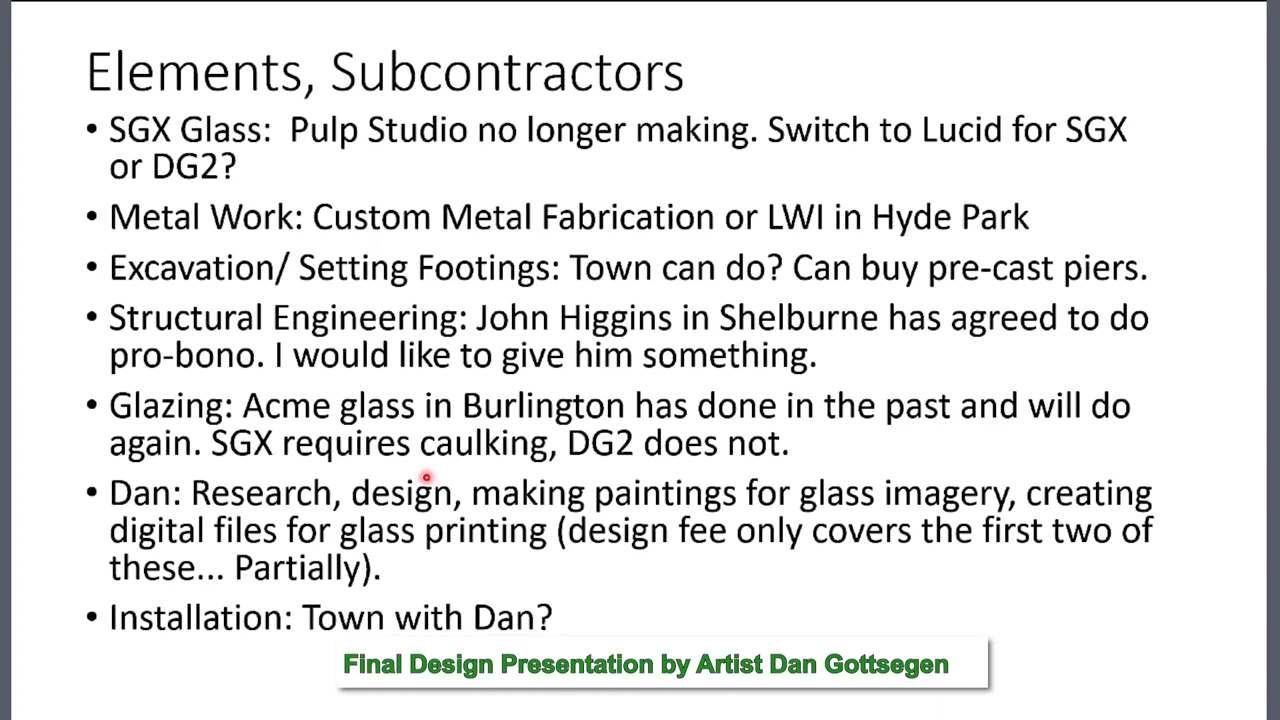 Elements, Subcontractors
• SGX Glass:  Pulp Studio no longer making. Switch to Lucid for SGX
or DG2?
• Metal Work: Custom Metal Fabrication or LWI in Hyde Park
• Excavation/ Setting Footings: Town can do? Can buy pre-cast piers.
• Structural Engineering: John Higgins in Shelburne has agreed to do
pro-bono. I would like to give him something.
• Glazing: Acme glass in Burlington has done in the past and will do
again. SGX requires caulking, DG2 does not.
• Dan: Research, design, making paintings for glass imagery, creating
digital files for glass printing (design fee only covers the first two of
these... Partially).
• Installation: Town with Dan?
Final Design Presentation by Artist Dan Gottsegen